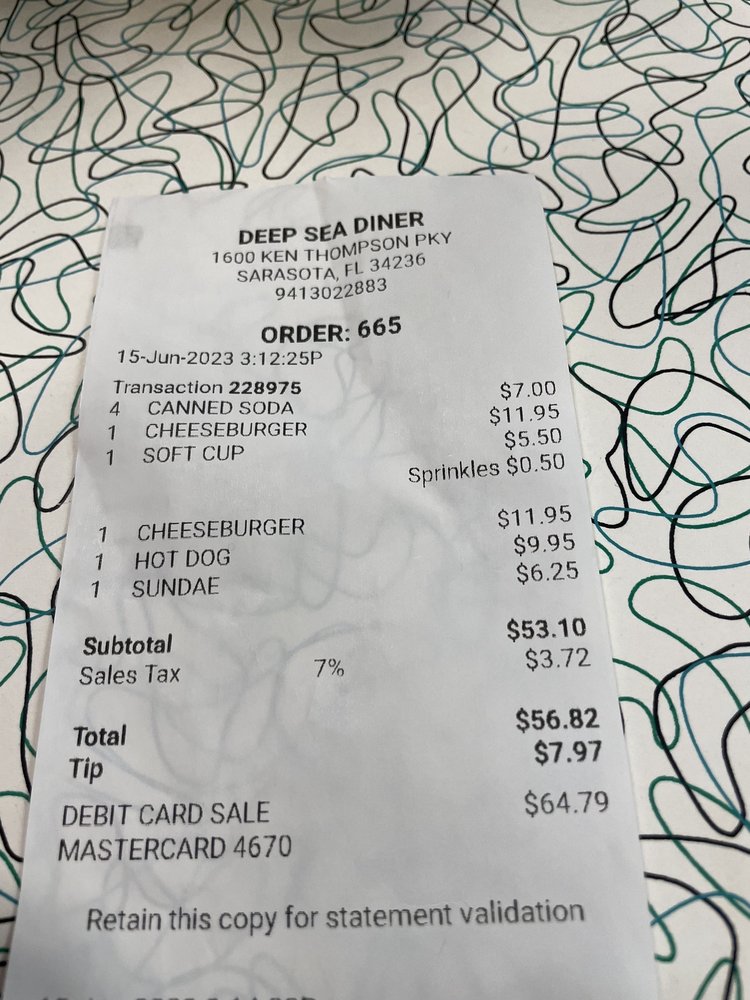 DEEP SEA DINER
1600 KEN THOMPSON PKY
SARASOTA, FL 34236
9413022883
ORDER: 665
15-Jun-2023 3:12:25P
Transaction 228975
4 CANNED SODA $7.00
1 CHEESEBURGER $11.95
1 SOFT CUP $5.50
Sprinkles $0.50
1 CHEESEBURGER $11.95
1 HOT DOG $9.95
1 SUNDAE $6.25
Subtotal $53.10
Sales Tax 7% $3.72
Total $56.82
Tip $7.97
DEBIT CARD SALE $64.79
MASTERCARD 4670
Retain this copy for statement validation